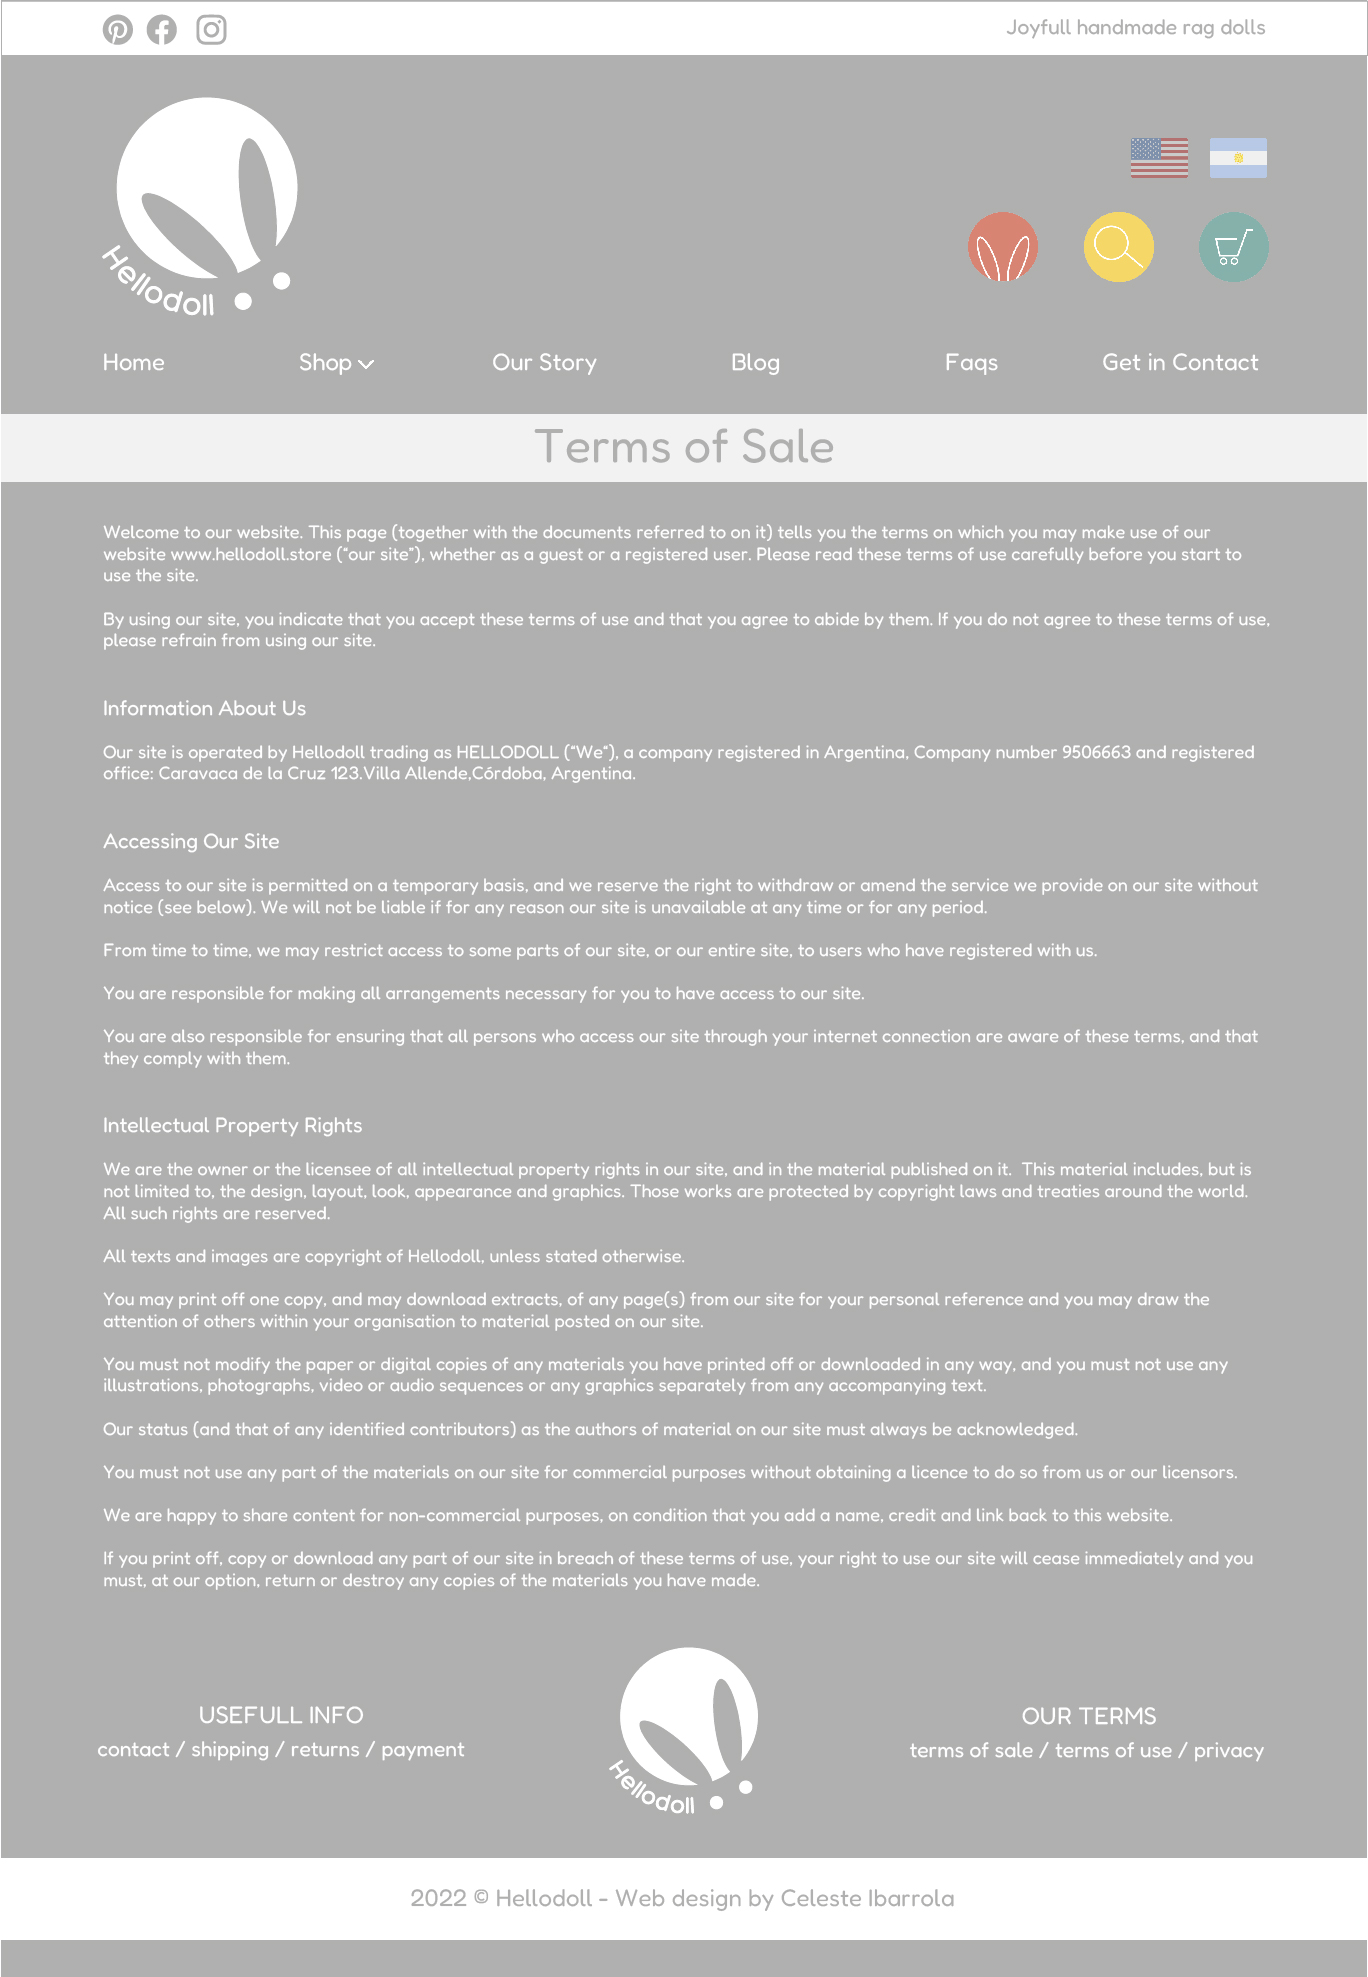 Joyfull handmade rag dolls
Hellodoll
Home Shop Our Story Blog Faqs Get in Contact
Terms of Sale
Welcome to our website. This page (together with the documents referred to on it) tells you the terms on which you may make use of our
website www.hellodoll.store (“our site”), whether as a guest or a registered user. Please read these terms of use carefully before you start to
use the site.
By using our site, you indicate that you accept these terms of use and that you agree to abide by them. If you do not agree to these terms of use,
please refrain from using our site.
Information About Us
Our site is operated by Hellodoll trading as HELLODOLL (“We“), a company registered in Argentina, Company number 9506663 and registered
office: Caravaca de la Cruz 123.Villa Allende,Córdoba, Argentina.
Accessing Our Site
Access to our site is permitted on a temporary basis, and we reserve the right to withdraw or amend the service we provide on our site without
notice (see below). We will not be liable if for any reason our site is unavailable at any time or for any period.
From time to time, we may restrict access to some parts of our site, or our entire site, to users who have registered with us.
You are responsible for making all arrangements necessary for you to have access to our site.
You are also responsible for ensuring that all persons who access our site through your internet connection are aware of these terms, and that
they comply with them.
Intellectual Property Rights
We are the owner or the licensee of all intellectual property rights in our site, and in the material published on it.  This material includes, but is
not limited to, the design, layout, look, appearance and graphics. Those works are protected by copyright laws and treaties around the world.
All such rights are reserved.
All texts and images are copyright of Hellodoll, unless stated otherwise.
You may print off one copy, and may download extracts, of any page(s) from our site for your personal reference and you may draw the
attention of others within your organisation to material posted on our site.
You must not modify the paper or digital copies of any materials you have printed off or downloaded in any way, and you must not use any
illustrations, photographs, video or audio sequences or any graphics separately from any accompanying text.
Our status (and that of any identified contributors) as the authors of material on our site must always be acknowledged.
You must not use any part of the materials on our site for commercial purposes without obtaining a licence to do so from us or our licensors.
We are happy to share content for non-commercial purposes, on condition that you add a name, credit and link back to this website.
If you print off, copy or download any part of our site in breach of these terms of use, your right to use our site will cease immediately and you
must, at our option, return or destroy any copies of the materials you have made.
USEFULL INFO
contact / shipping / returns / payment
Hellodoll
OUR TERMS
terms of sale / terms of use / privacy
2022 © Hellodoll - Web design by Celeste Ibarrola